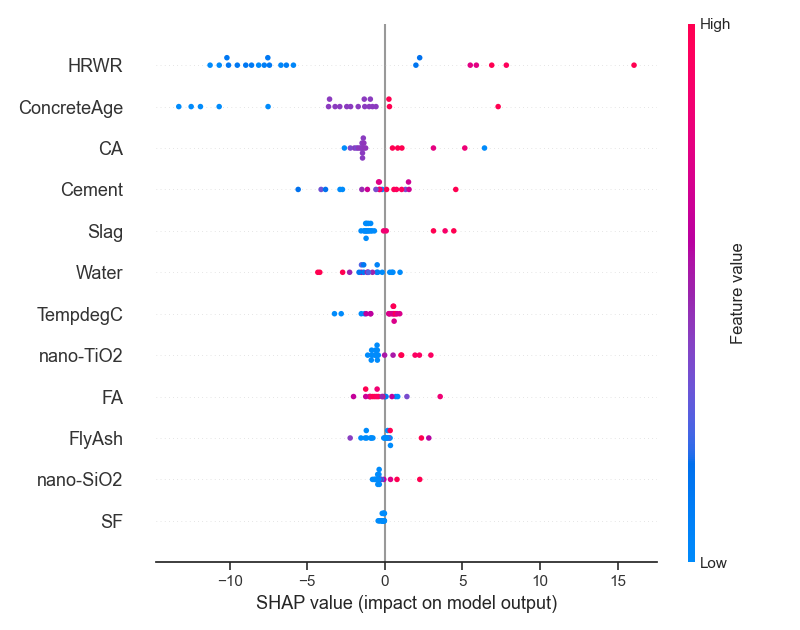 High
HRWR
ConcreteAge
CA
Cement
Slag
Water
TempdegC
nano-TiO2
FA
FlyAsh
nano-SiO2
SF
Feature value
Low
−10
−5
0
5
10
15
SHAP value (impact on model output)